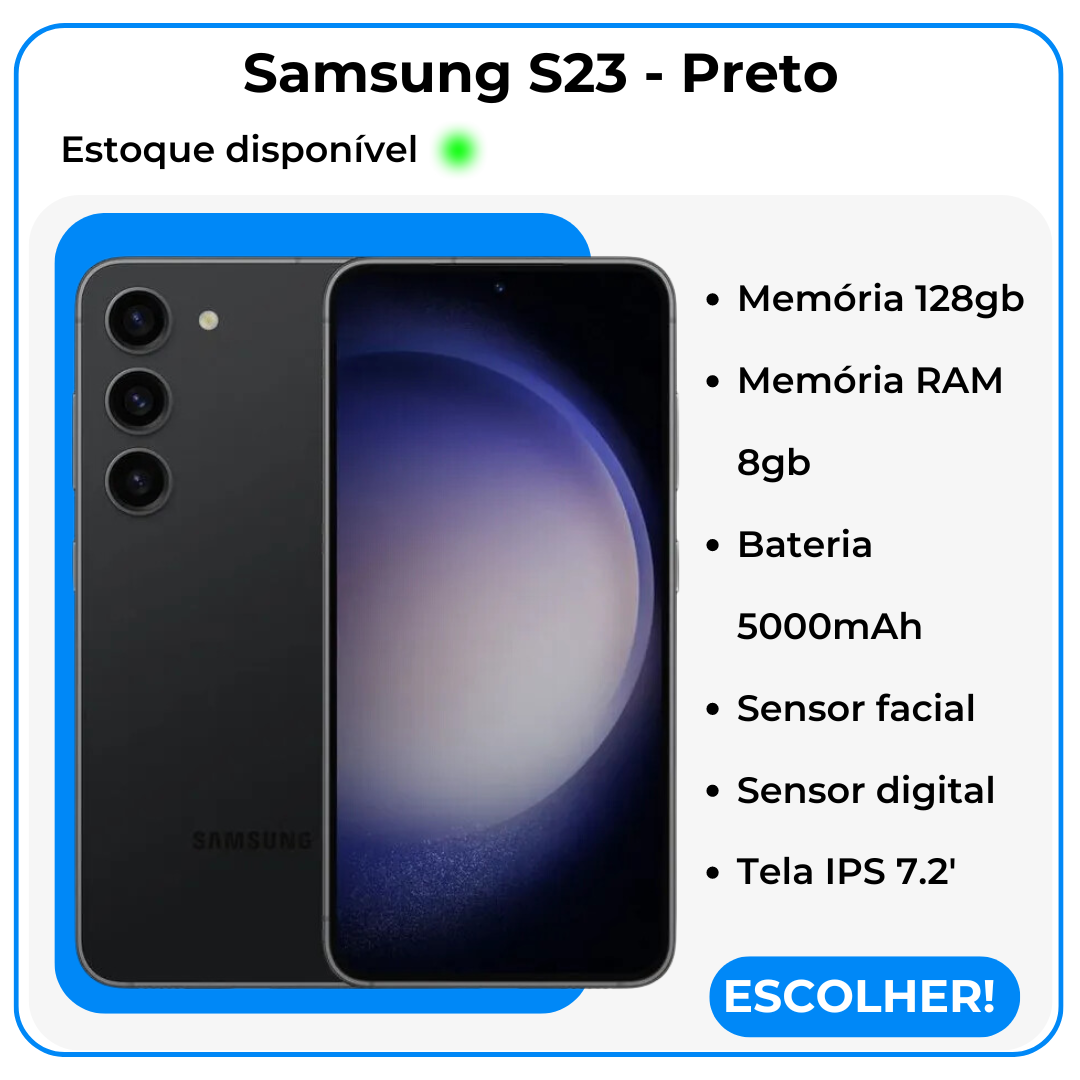 Samsung S23 - Preto
Estoque disponível
SAMSUNG
• Memória 128gb
• Memória RAM
8gb
• Bateria
5000mAh
• Sensor facial
• Sensor digital
• Tela IPS 7.2'
ESCOLHER!